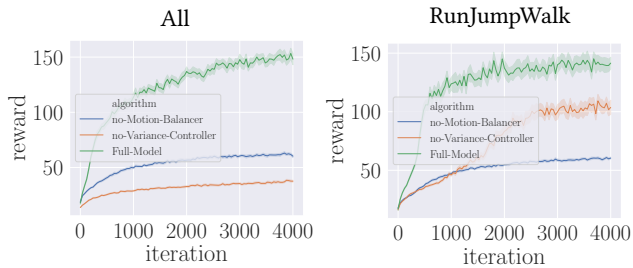 All
reward
150
100
50
algorithm
no-Motion-Balancer
no-Variance-Controller
Full-Model
0 1000 2000 3000 4000
iteration
RunJumpWalk
reward
150
100
50
algorithm
no-Motion-Balancer
no-Variance-Controller
Full-Model
0 1000 2000 3000 4000
iteration